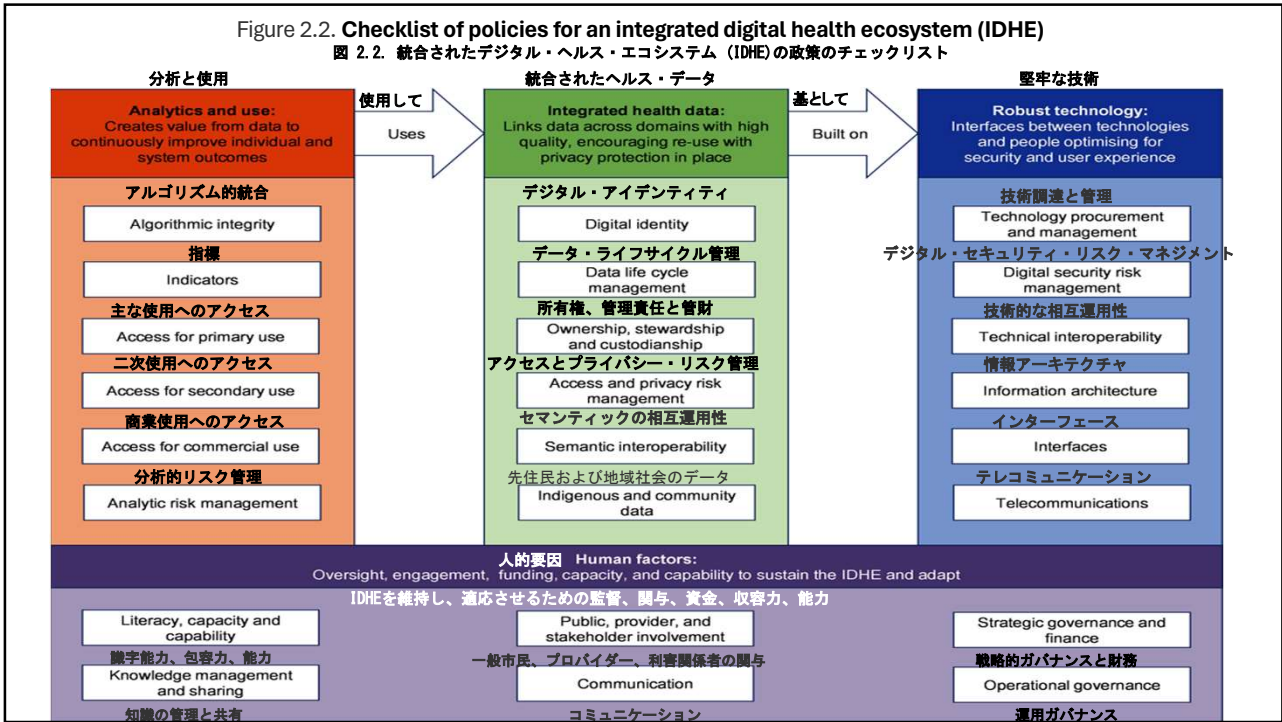 Figure 2.2. Checklist of policies for an integrated digital health ecosystem (IDHE)
図 2.2. 統合されたデジタル・ヘルス・エコシステム (IDHE)の政策のチェックリスト
分析と使用
Analytics and use:
Creates value from data to
continuously improve individual and
system outcomes
使用して
Uses
統合されたヘルス・データ
Integrated health data:
Links data across domains with high
quality, encouraging re-use with
privacy protection in place
基として
Built on
堅牢な技術
Robust technology:
Interfaces between technologies
and people optimising for
security and user experience
アルゴリズム的統合
Algorithmic integrity
指標
Indicators
主な使用へのアクセス
Access for primary use
二次使用へのアクセス
Access for secondary use
商業使用へのアクセス
Access for commercial use
分析的リスク管理
Analytic risk management
デジタル・アイデンティティ
Digital identity
データ・ライフサイクル管理
Data life cycle
management
所有権、管理責任と管財
Ownership, stewardship
and custodianship
アクセスとプライバシー・リスク管理
Access and privacy risk
management
セマンティックの相互運用性
Semantic interoperability
先住民および地域社会のデータ
Indigenous and community
data
技術調達と管理
Technology procurement
and management
デジタル・セキュリティ・リスク・マネジメント
Digital security risk
management
技術的な相互運用性
Technical interoperability
情報アーキテクチャ
Information architecture
インターフェース
Interfaces
テレコミュニケーション
Telecommunications
人的要因 Human factors:
Oversight, engagement, funding, capacity, and capability to sustain the IDHE and adapt
IDHEを維持し、適応させるための監督、関与、資金、収容力、能力
Literacy, capacity and
capability
識字能力、包容力、能力
Knowledge management
and sharing
知識の管理と共有
Public, provider, and
stakeholder involvement
一般市民、プロバイダー、利害関係者の関与
Communication
コミュニケーション
Strategic governance and
finance
戦略的ガバナンスと財務
Operational governance
運用ガバナンス